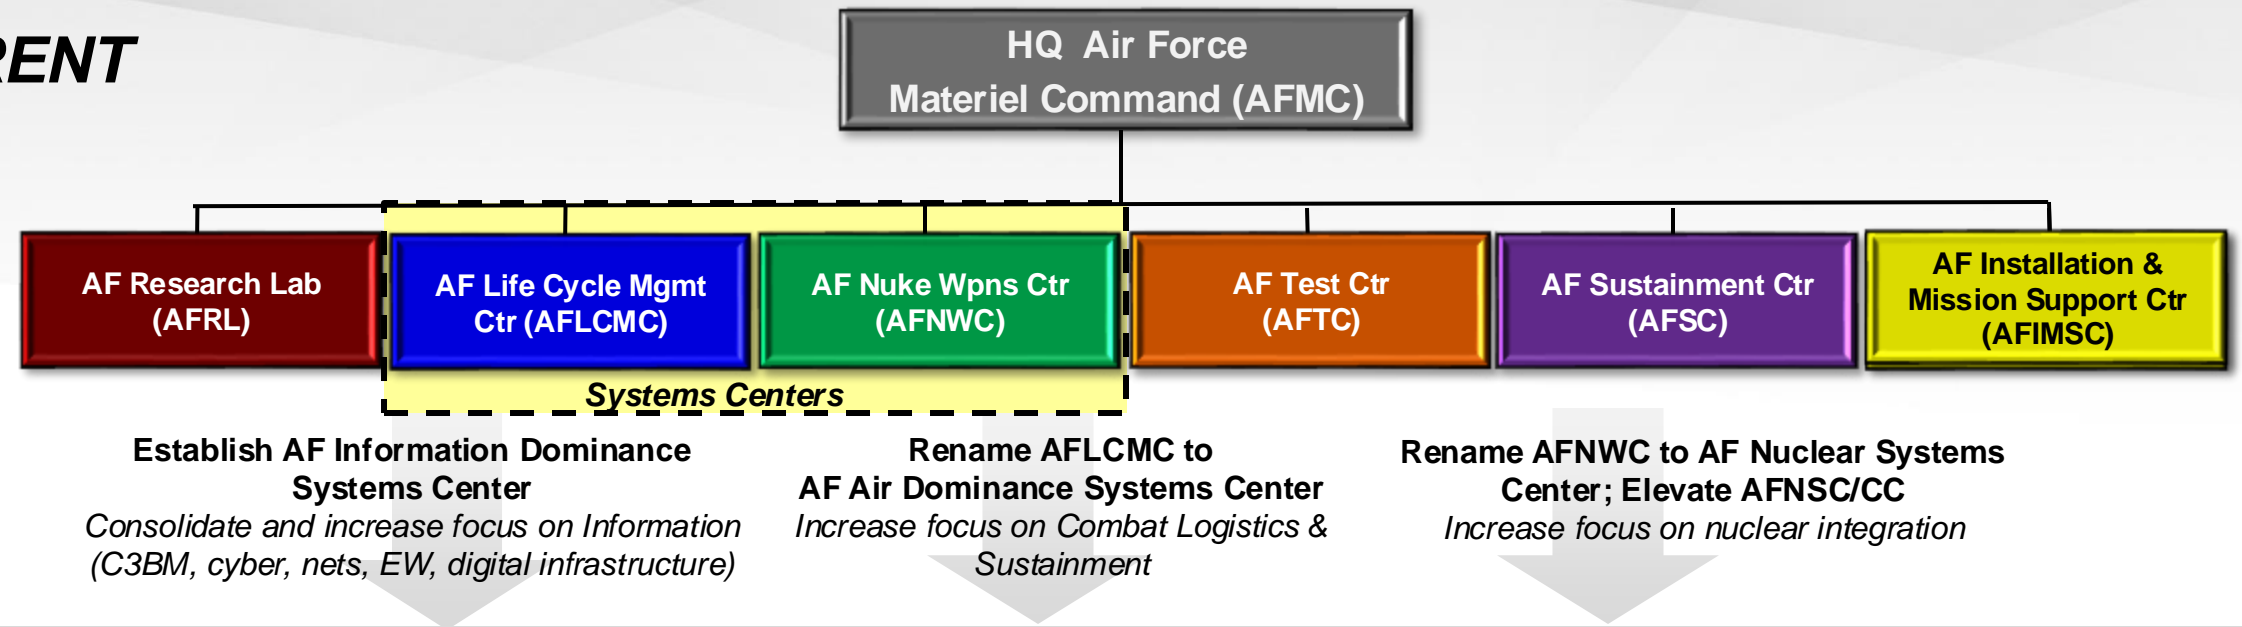 RENT
HQ Air Force
Materiel Command (AFMC)
AF Research Lab
(AFRL)
AF Life Cycle Mgmt
Ctr (AFLCMC)
AF Nuke Wpns Ctr
(AFNWC)
AF Test Ctr
(AFTC)
AF Sustainment Ctr
(AFSC)
AF Installation &
Mission Support Ctr
(AFIMSC)
Systems Centers
Establish AF Information Dominance
Systems Center
Consolidate and increase focus on Information
(C3BM, cyber, nets, EW, digital infrastructure)
Rename AFLCMC to
AF Air Dominance Systems Center
Increase focus on Combat Logistics &
Sustainment
Rename AFNWC to AF Nuclear Systems
Center; Elevate AFNSC/CC
Increase focus on nuclear integration